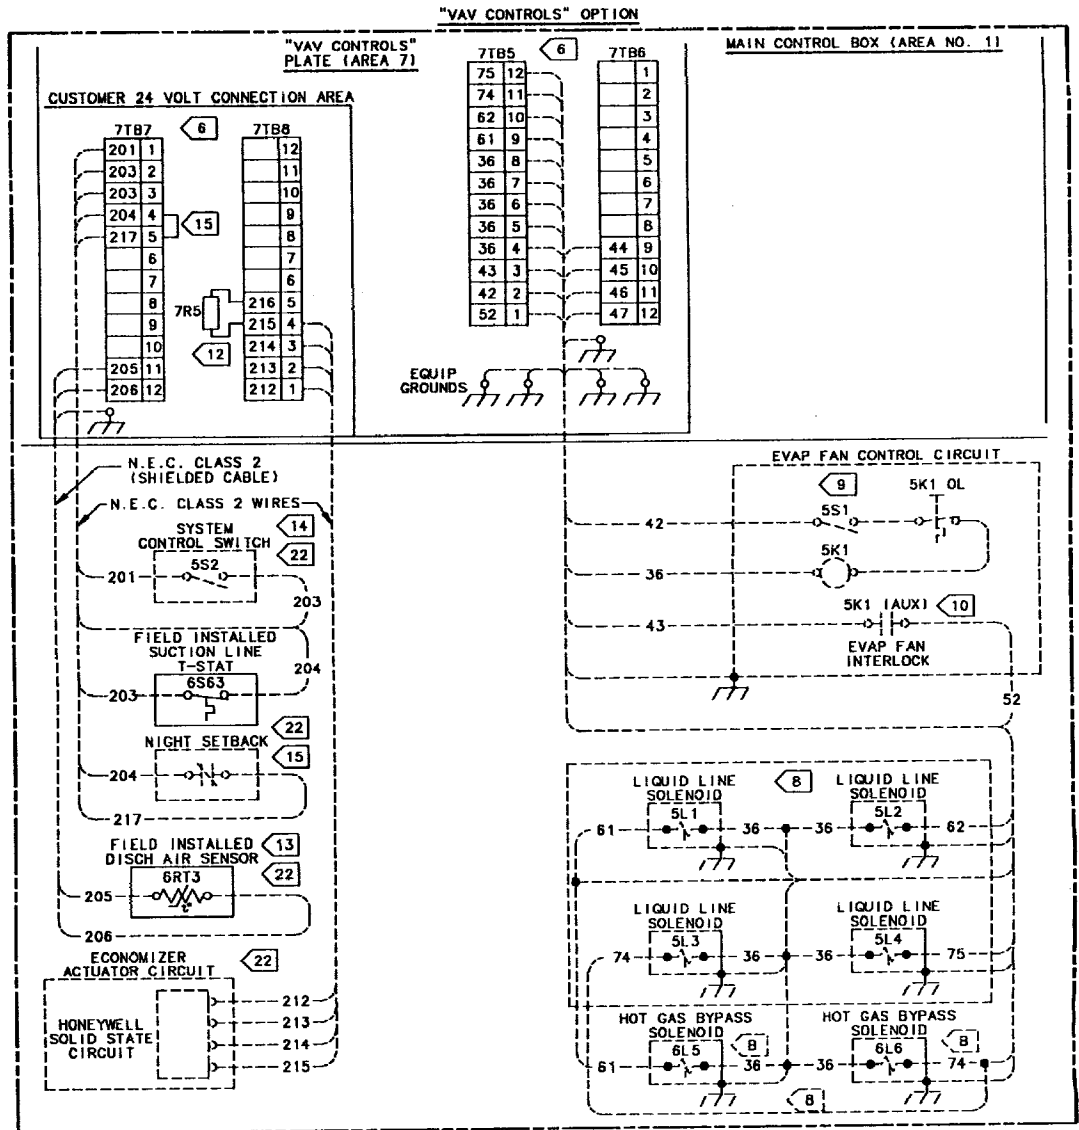 "VAV CONTROLS" OPTION
"VAV CONTROLS"
PLATE (AREA 7)
MAIN CONTROL BOX (AREA NO. 1)
CUSTOMER 24 VOLT CONNECTION AREA
7TB7
6
7TB8
201 1
203 2
203 3
204 4
217 5
6
7
8
9
10
205 11
206 12
15
12
11
10
9
8
7
6
216 5
215 4
214 3
213 2
212 1
7R5
12
7TB5
6
7TB6
75 12
74 11
62 10
61 9
36 8
36 7
36 6
36 5
36 4
43 3
42 2
52 1
1
2
3
4
5
6
7
8
44 9
45 10
46 11
47 12
EQUIP
GROUNDS
N.E.C. CLASS 2
(SHIELDED CABLE)
N.E.C. CLASS 2 WIRES
SYSTEM
CONTROL SWITCH
14
22
5S2
201
203
FIELD INSTALLED
SUCTION LINE
T-STAT
204
6S63
203
22
NIGHT SETBACK
15
204
217
FIELD INSTALLED
DISCH AIR SENSOR
13
22
6RT3
t°
205
206
ECONOMIZER
ACTUATOR CIRCUIT
22
HONEYWELL
SOLID STATE
CIRCUIT
212
213
214
215
EVAP FAN CONTROL CIRCUIT
9
5K1 OL
5S1
42
5K1
36
5K1 (AUX)
10
43
EVAP FAN
INTERLOCK
52
LIQUID LINE
SOLENOID
8
LIQUID LINE
SOLENOID
5L1
5L2
61
36
36
62
LIQUID LINE
SOLENOID
LIQUID LINE
SOLENOID
5L3
5L4
74
36
36
75
HOT GAS BYPASS
SOLENOID
HOT GAS BYPASS
SOLENOID
8
8
6L5
6L6
61
36
36
74
8